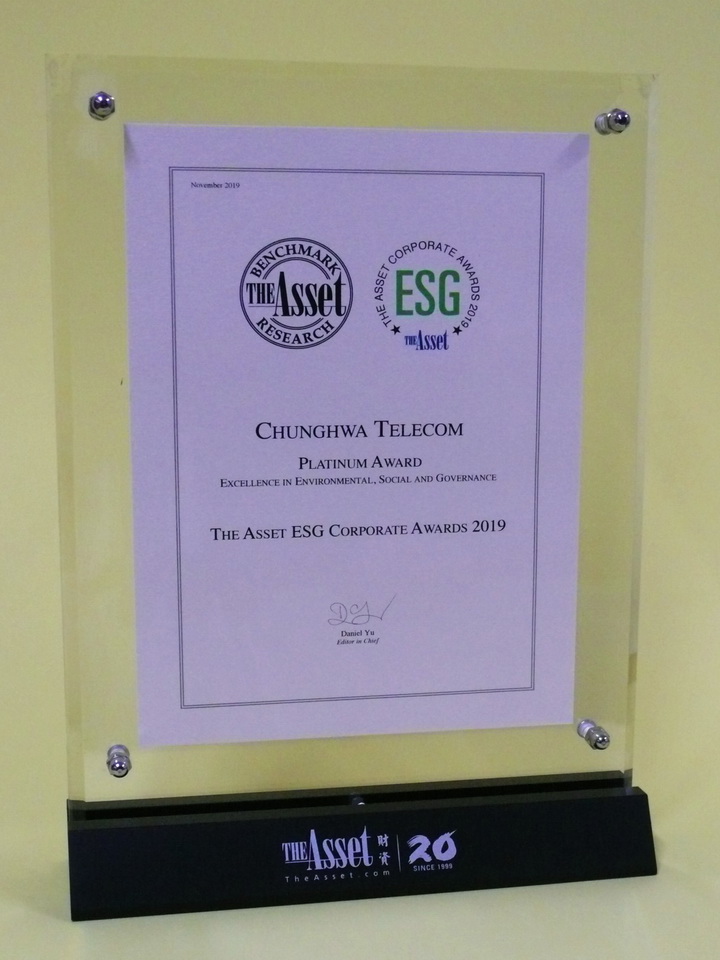 November 2019
BENCHMARK
THE Asset
RESEARCH
THE ASSET CORPORATE AWARDS 2019
ESG
THE Asset
CHUNGHWA TELECOM
PLATINUM AWARD
EXCELLENCE IN ENVIRONMENTAL, SOCIAL AND GOVERNANCE
THE ASSET ESG CORPORATE AWARDS 2019
Daniel Yu
Editor in Chief
THE Asset 財資 | 20
TheAsset.com SINCE 1999